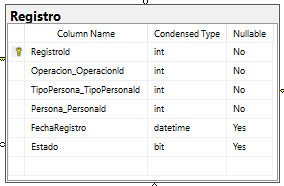 Registro
Column Name Condensed Type Nullable
RegistroId int No
Operacion_OperacionId int No
TipoPersona_TipoPersonaId int No
Persona_PersonaId int No
FechaRegistro datetime Yes
Estado bit Yes